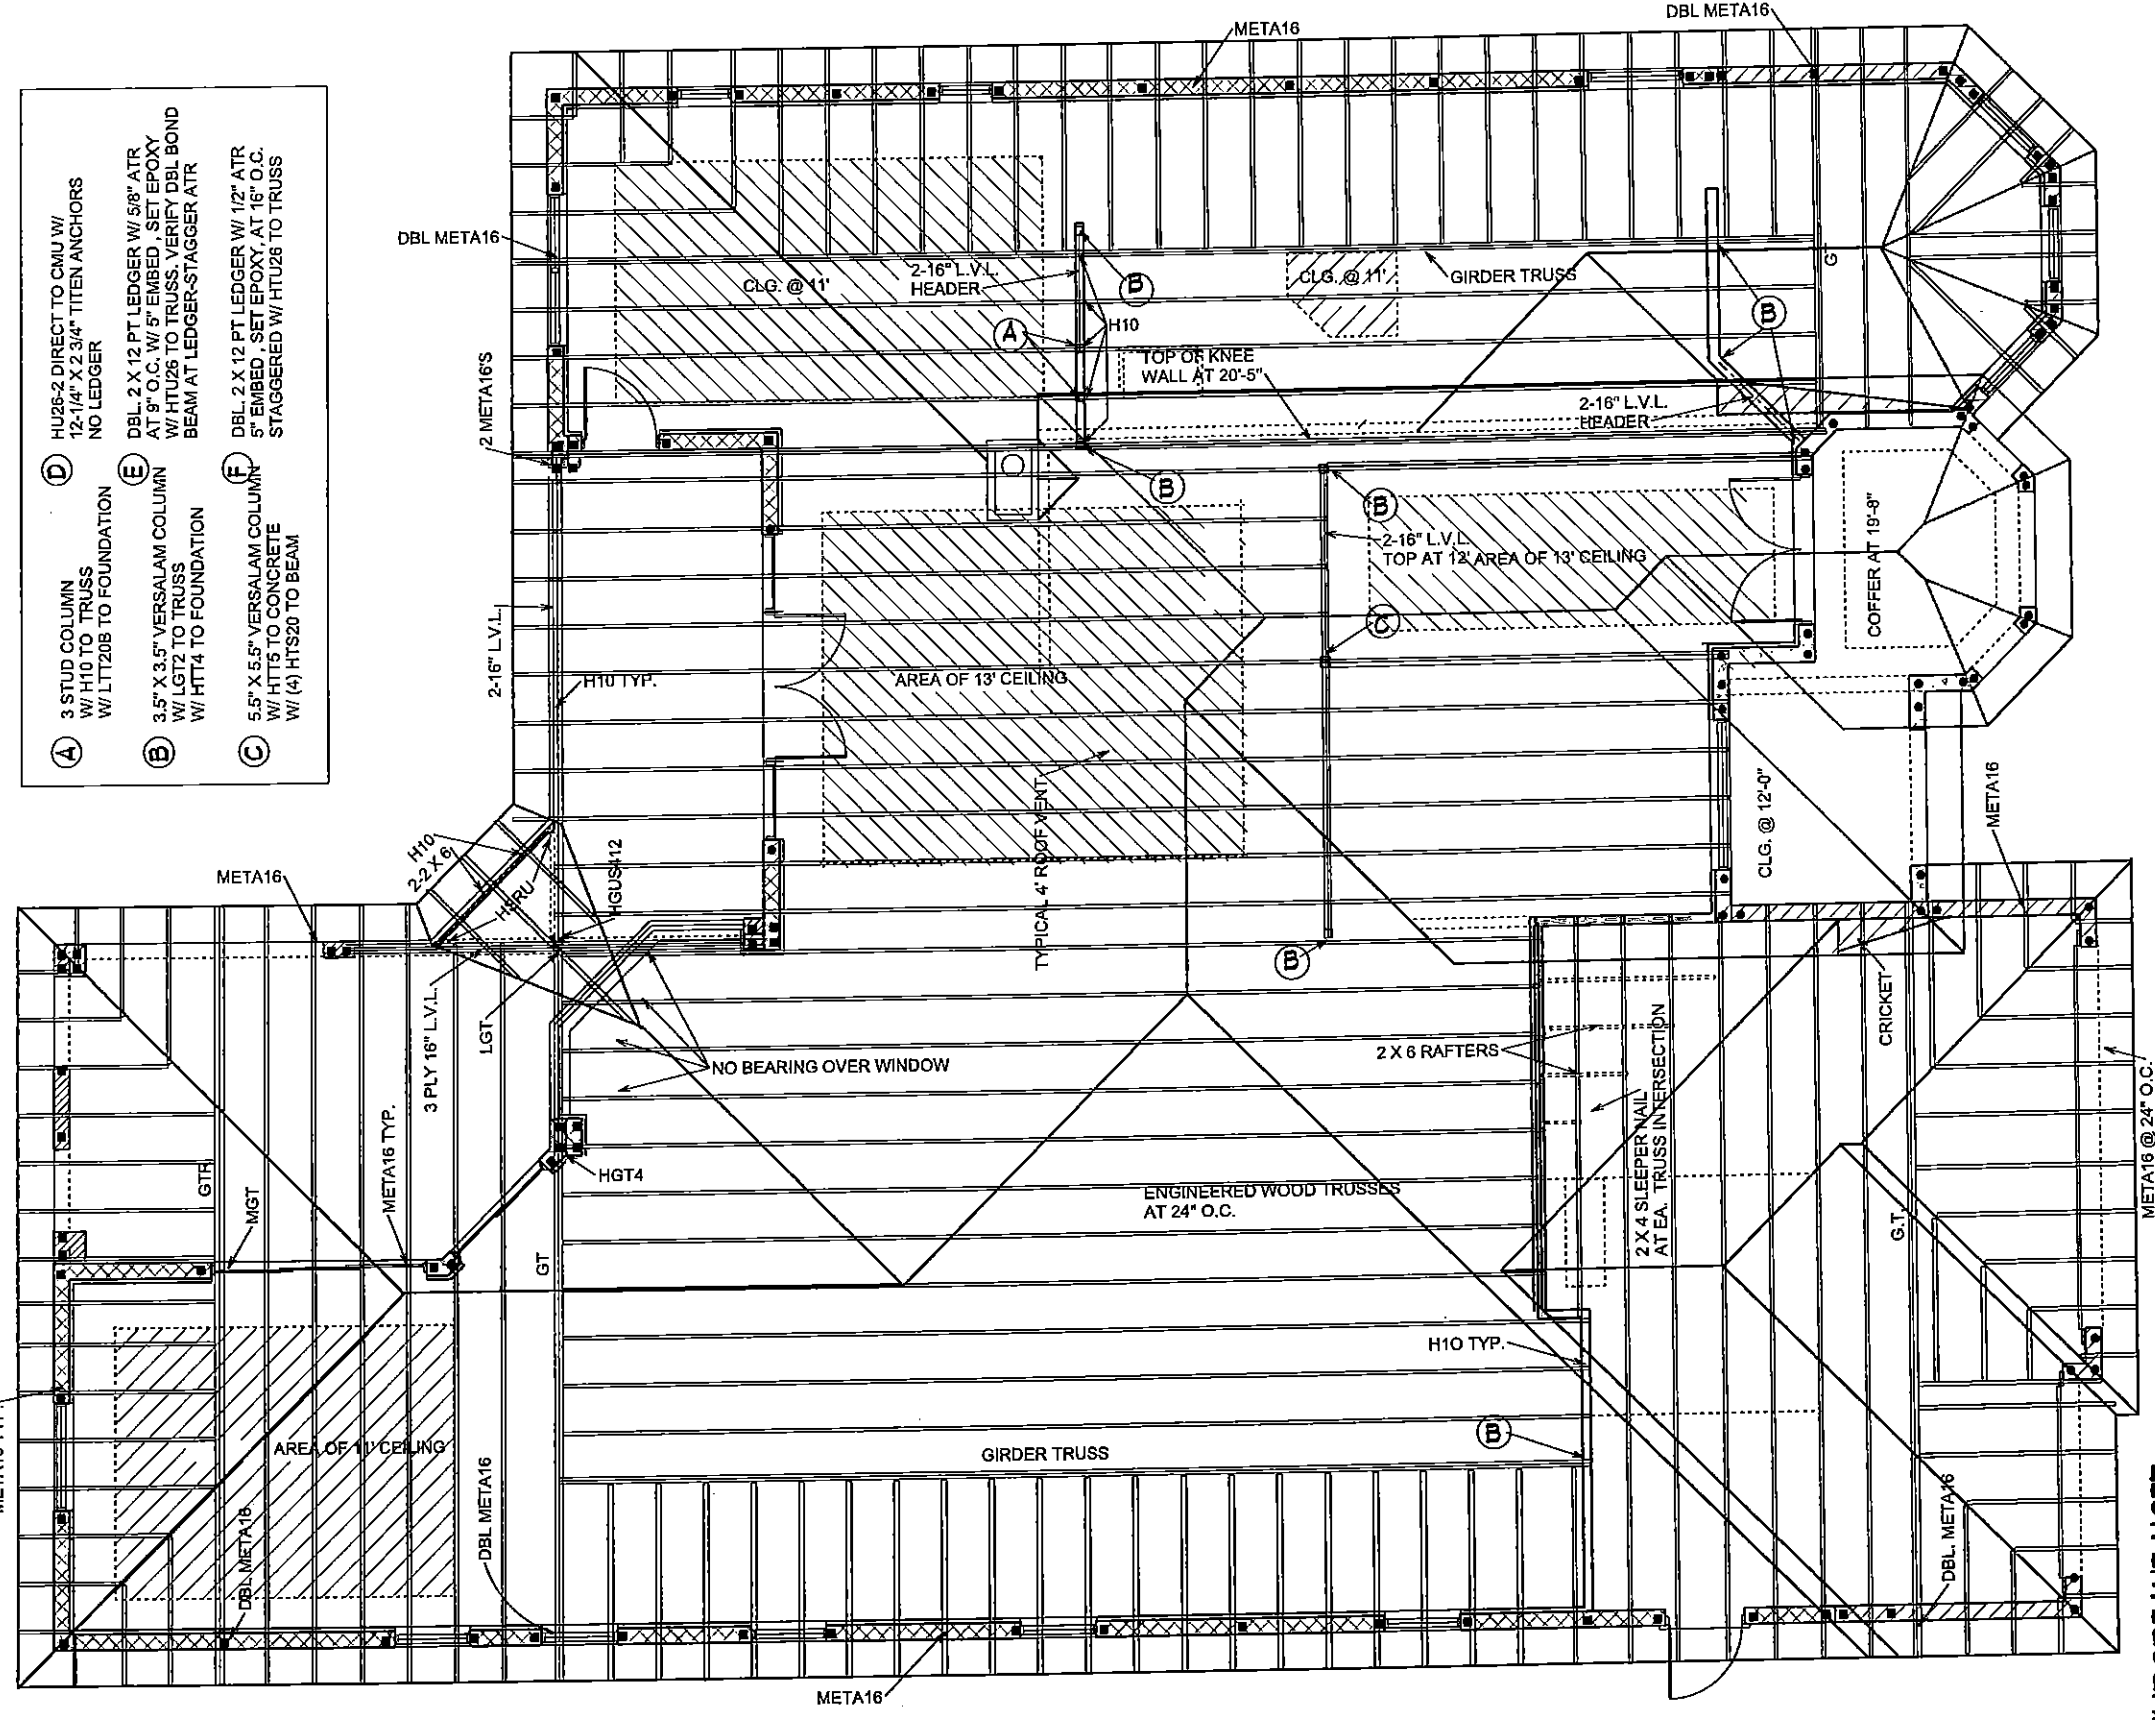 A
3 STUD COLUMN
W/ H10 TO TRUSS
W/ LTT20B TO FOUNDATION
B
3.5" X 3.5" VERSALAM COLUMN
W/ LGT2 TO TRUSS
W/ HTT4 TO FOUNDATION
C
5.5" X 5.5" VERSALAM COLUMN
W/ HTT5 TO CONCRETE
W/ (4) HTS20 TO BEAM
D
HU26-2 DIRECT TO CMU W/
12-1/4" X 2 3/4" TITEN ANCHORS
NO LEDGER
E
DBL. 2 X 12 PT LEDGER W/ 5/8" ATR
AT 9" O.C. W/ 5" EMBED , SET EPOXY
W/ HTU26 TO TRUSS. VERIFY DBL BOND
BEAM AT LEDGER-STAGGER ATR
F
DBL. 2 X 12 PT LEDGER W/ 1/2" ATR
5" EMBED , SET EPOXY, AT 16" O.C.
STAGGERED W/ HTU26 TO TRUSS
META16
DBL META16
DBL META16
CLG. @ 11'
2-16" L.V.L.
HEADER
B
CLG. @ 11'
GIRDER TRUSS
GT
B
A
H10
TOP OF KNEE
WALL AT 20'-5"
2-16" L.V.L.
HEADER
2 META16'S
B
B
2-16" L.V.L.
TOP AT 12'
AREA OF 13' CEILING
COFFER AT 19'-8"
2-16" L.V.L.
C
H10 TYP.
AREA OF 13' CEILING
TYPICAL 4' ROOF VENT
CLG. @ 12'-0"
META16
META16
H10
2-2 X 6
HSRU
HGUS412
B
3 PLY 16" L.V.L.
LGT
NO BEARING OVER WINDOW
2 X 6 RAFTERS
CRICKET
2 X 4 SLEEPER NAIL
AT EA. TRUSS INTERSECTION
META16 @ 24" O.C.
GTR
MGT
META16 TYP.
HGT4
ENGINEERED WOOD TRUSSES
AT 24" O.C.
GT
G.T.
H10 TYP.
AREA OF 11' CEILING
GIRDER TRUSS
B
DBL META16
DBL META16
DBL. META16
META16